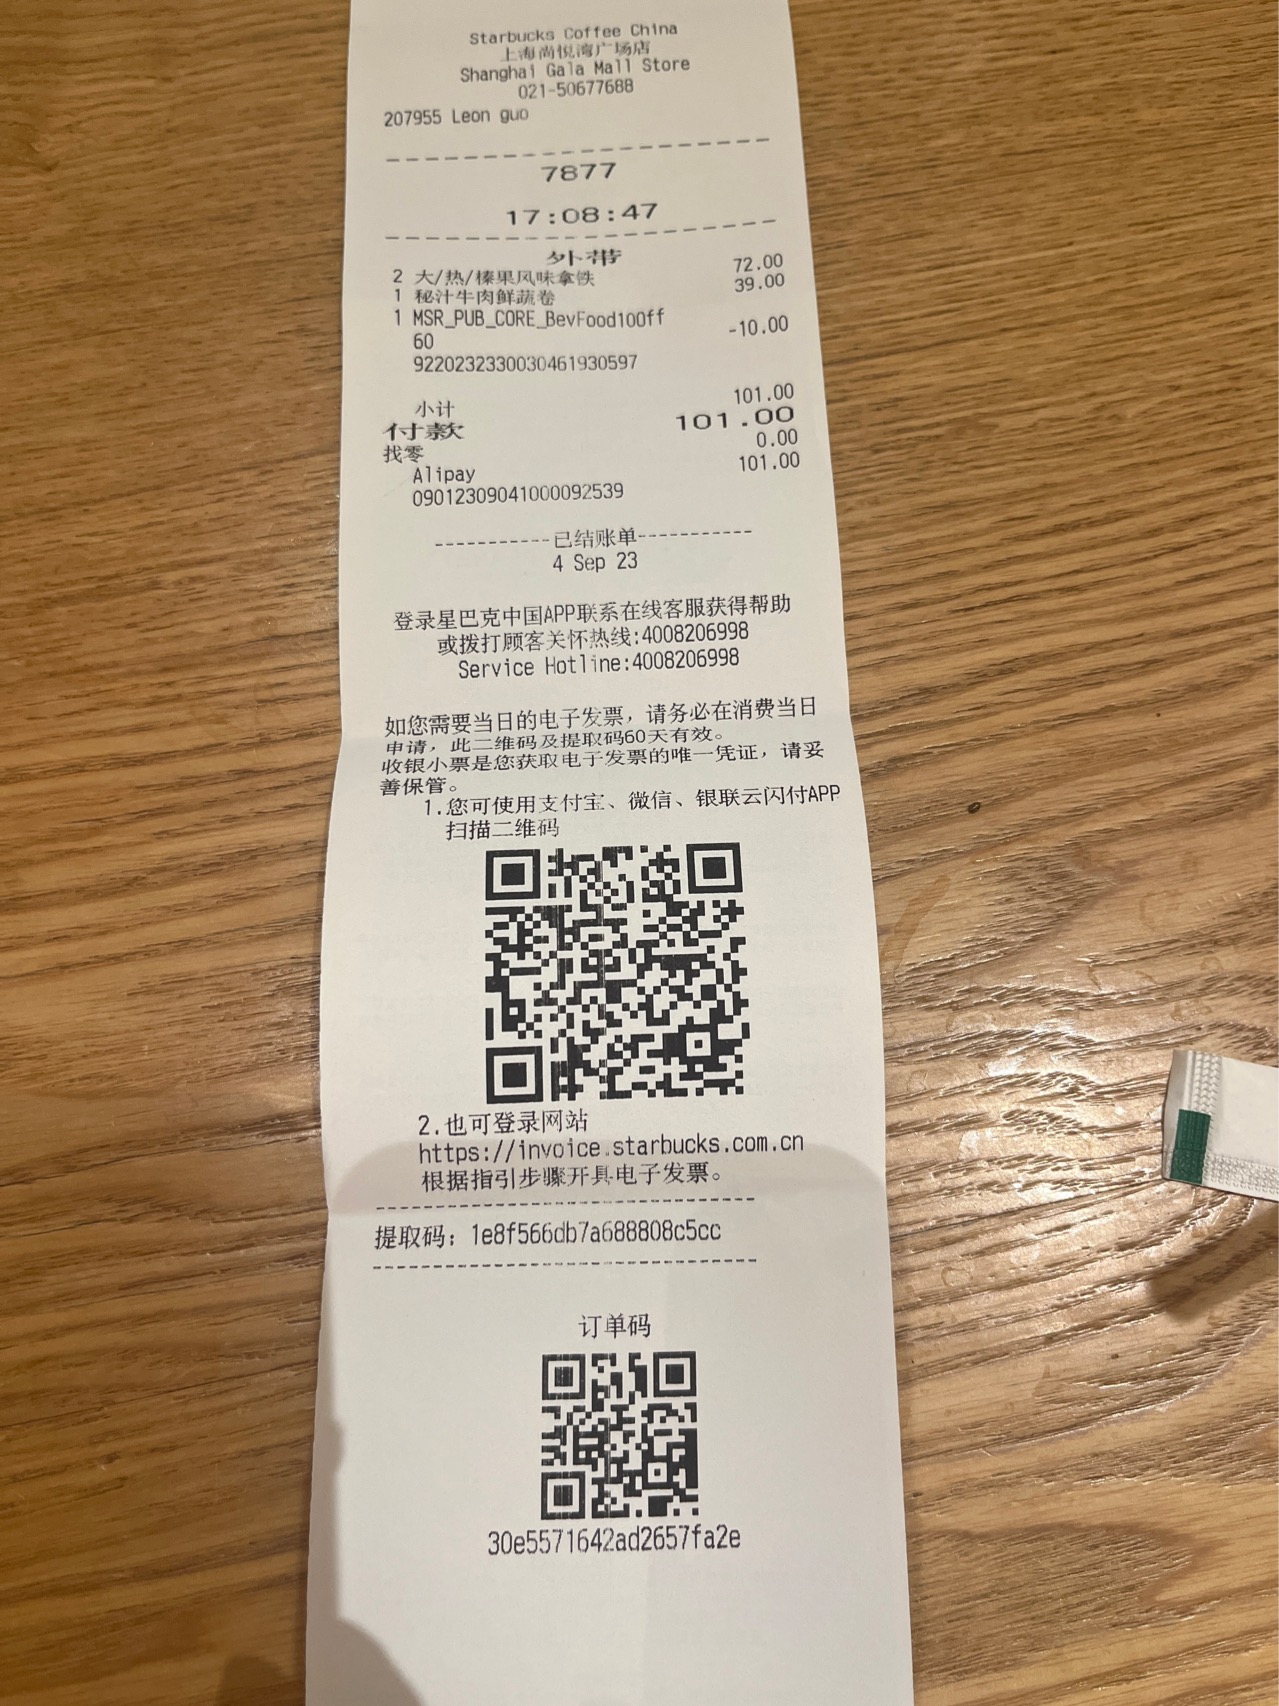 Starbucks Coffee China
上海尚悦湾广场店
Shanghai Gala Mall Store
021-50677688
207955 Leon guo
7877
17:08:47
外带
2 大/热/榛果风味拿铁 72.00
1 秘汁牛肉鲜蔬卷 39.00
1 MSR_PUB_CORE_BevFood10Off -10.00
60
9220232330030461930597
小计 101.00
付款 101.00
找零 0.00
Alipay 101.00
09012309041000092539
-----------已结账单-----------
4 Sep 23
登录星巴克中国APP联系在线客服获得帮助
或拨打顾客关怀热线:4008206998
Service Hotline:4008206998
如您需要当日的电子发票，请务必在消费当日
申请，此二维码及提取码60天有效。
收银小票是您获取电子发票的唯一凭证，请妥
善保管。
1.您可使用支付宝、微信、银联云闪付APP
扫描二维码
2.也可登录网站
https://invoice.starbucks.com.cn
根据指引步骤开具电子发票。
提取码：1e8f566db7a688808c5cc
订单码
30e5571642ad2657fa2e